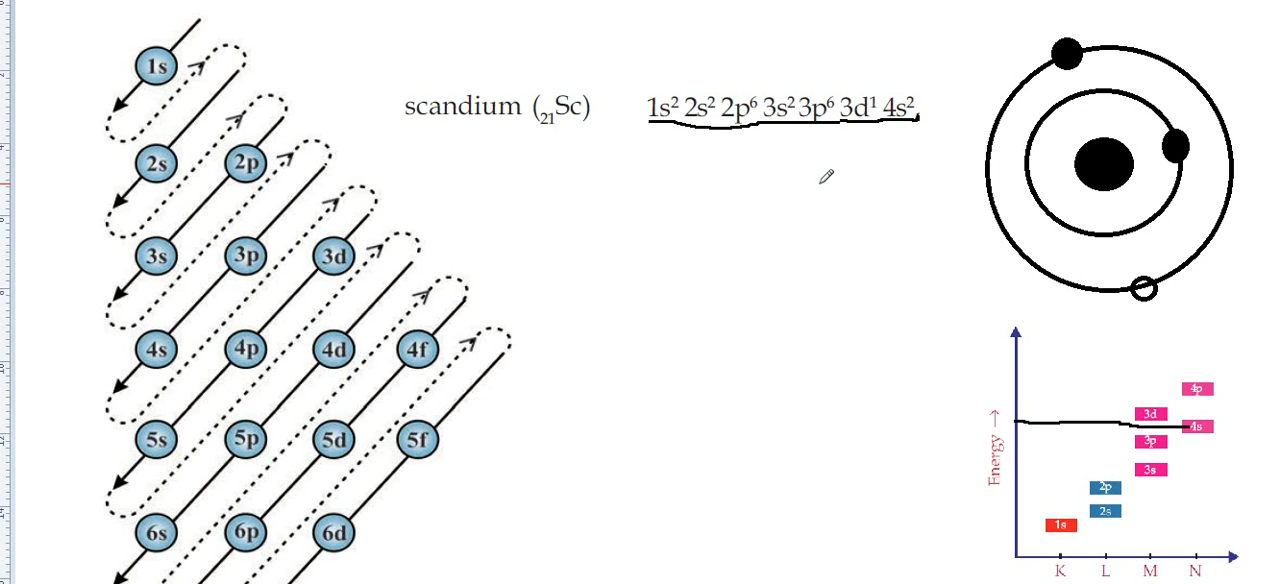 1s
scandium (₂₁Sc) 1s² 2s² 2p⁶ 3s² 3p⁶ 3d¹ 4s²
2s 2p
3s 3p 3d
4s 4p 4d 4f
5s 5p 5d 5f
6s 6p 6d
Energy →
4p
3d
4s
3p
3s
2p
2s
1s
K L M N